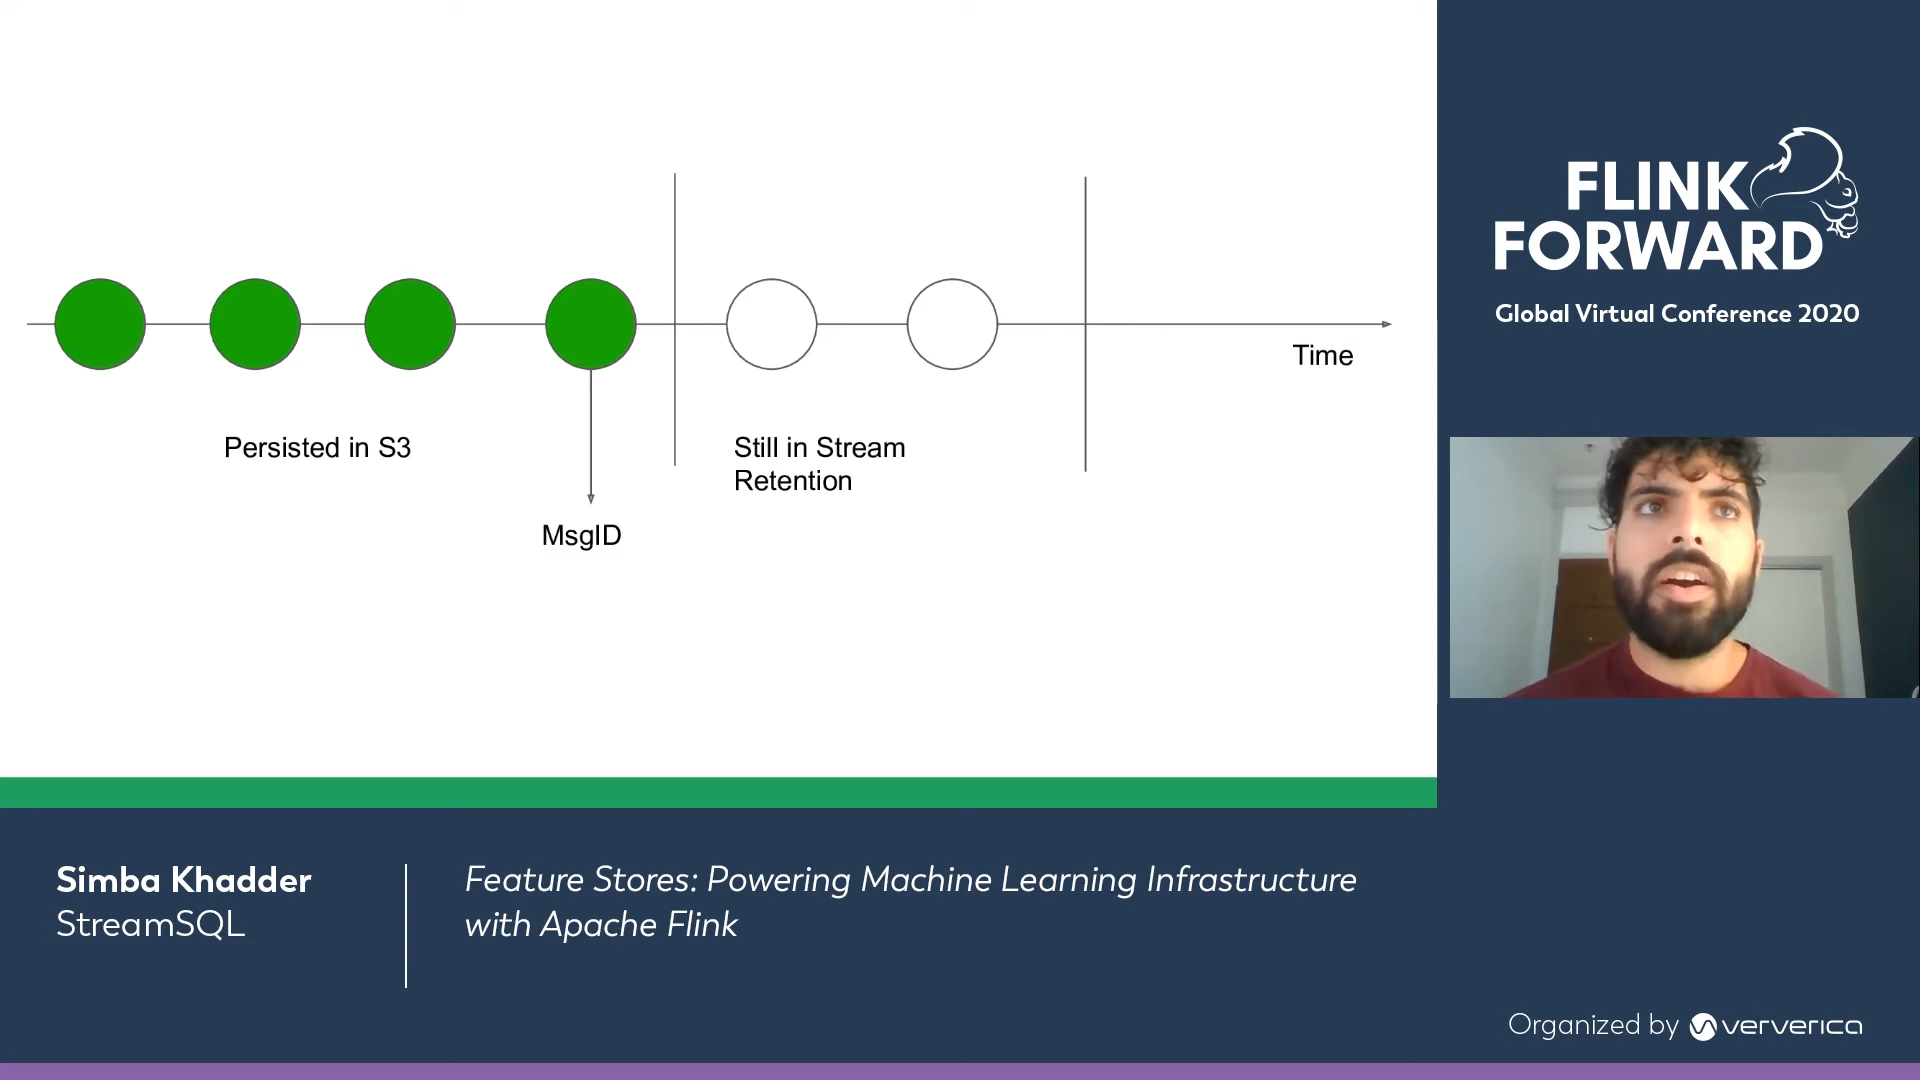 Time
Persisted in S3
Still in Stream
Retention
MsgID
FLINK
FORWARD
Global Virtual Conference 2020
Simba Khadder
StreamSQL
Feature Stores: Powering Machine Learning Infrastructure
with Apache Flink
Organized by ververica